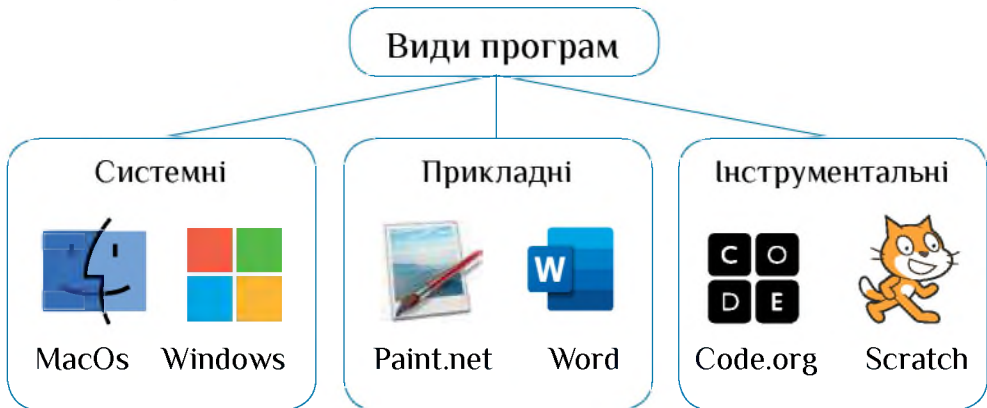 Види програм
Системні
MacOs
Windows
Прикладні
W
Paint.net
Word
Інструментальні
C O
D E
Code.org
Scratch